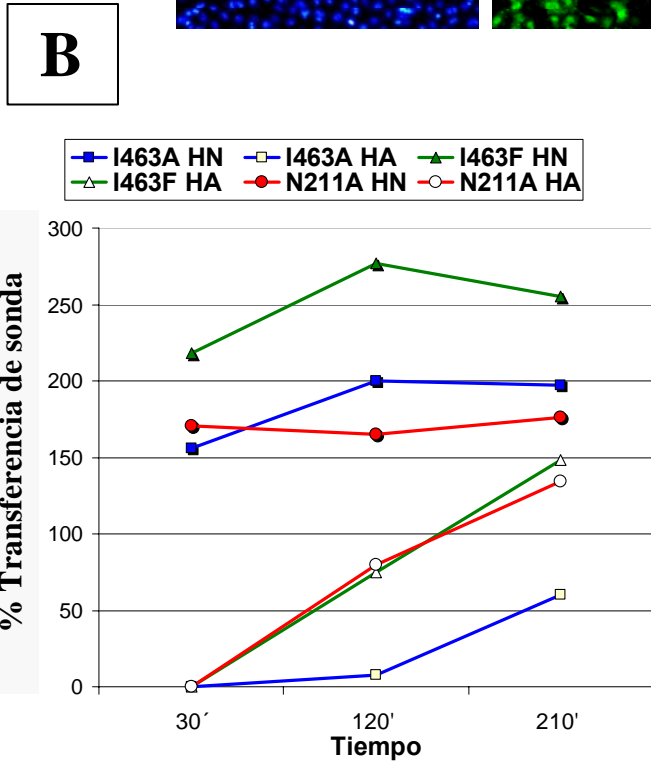 B
I463A HN I463A HA I463F HN
I463F HA N211A HN N211A HA
% Transferencia de sonda
300
250
200
150
100
50
0
30´ 120' 210'
Tiempo